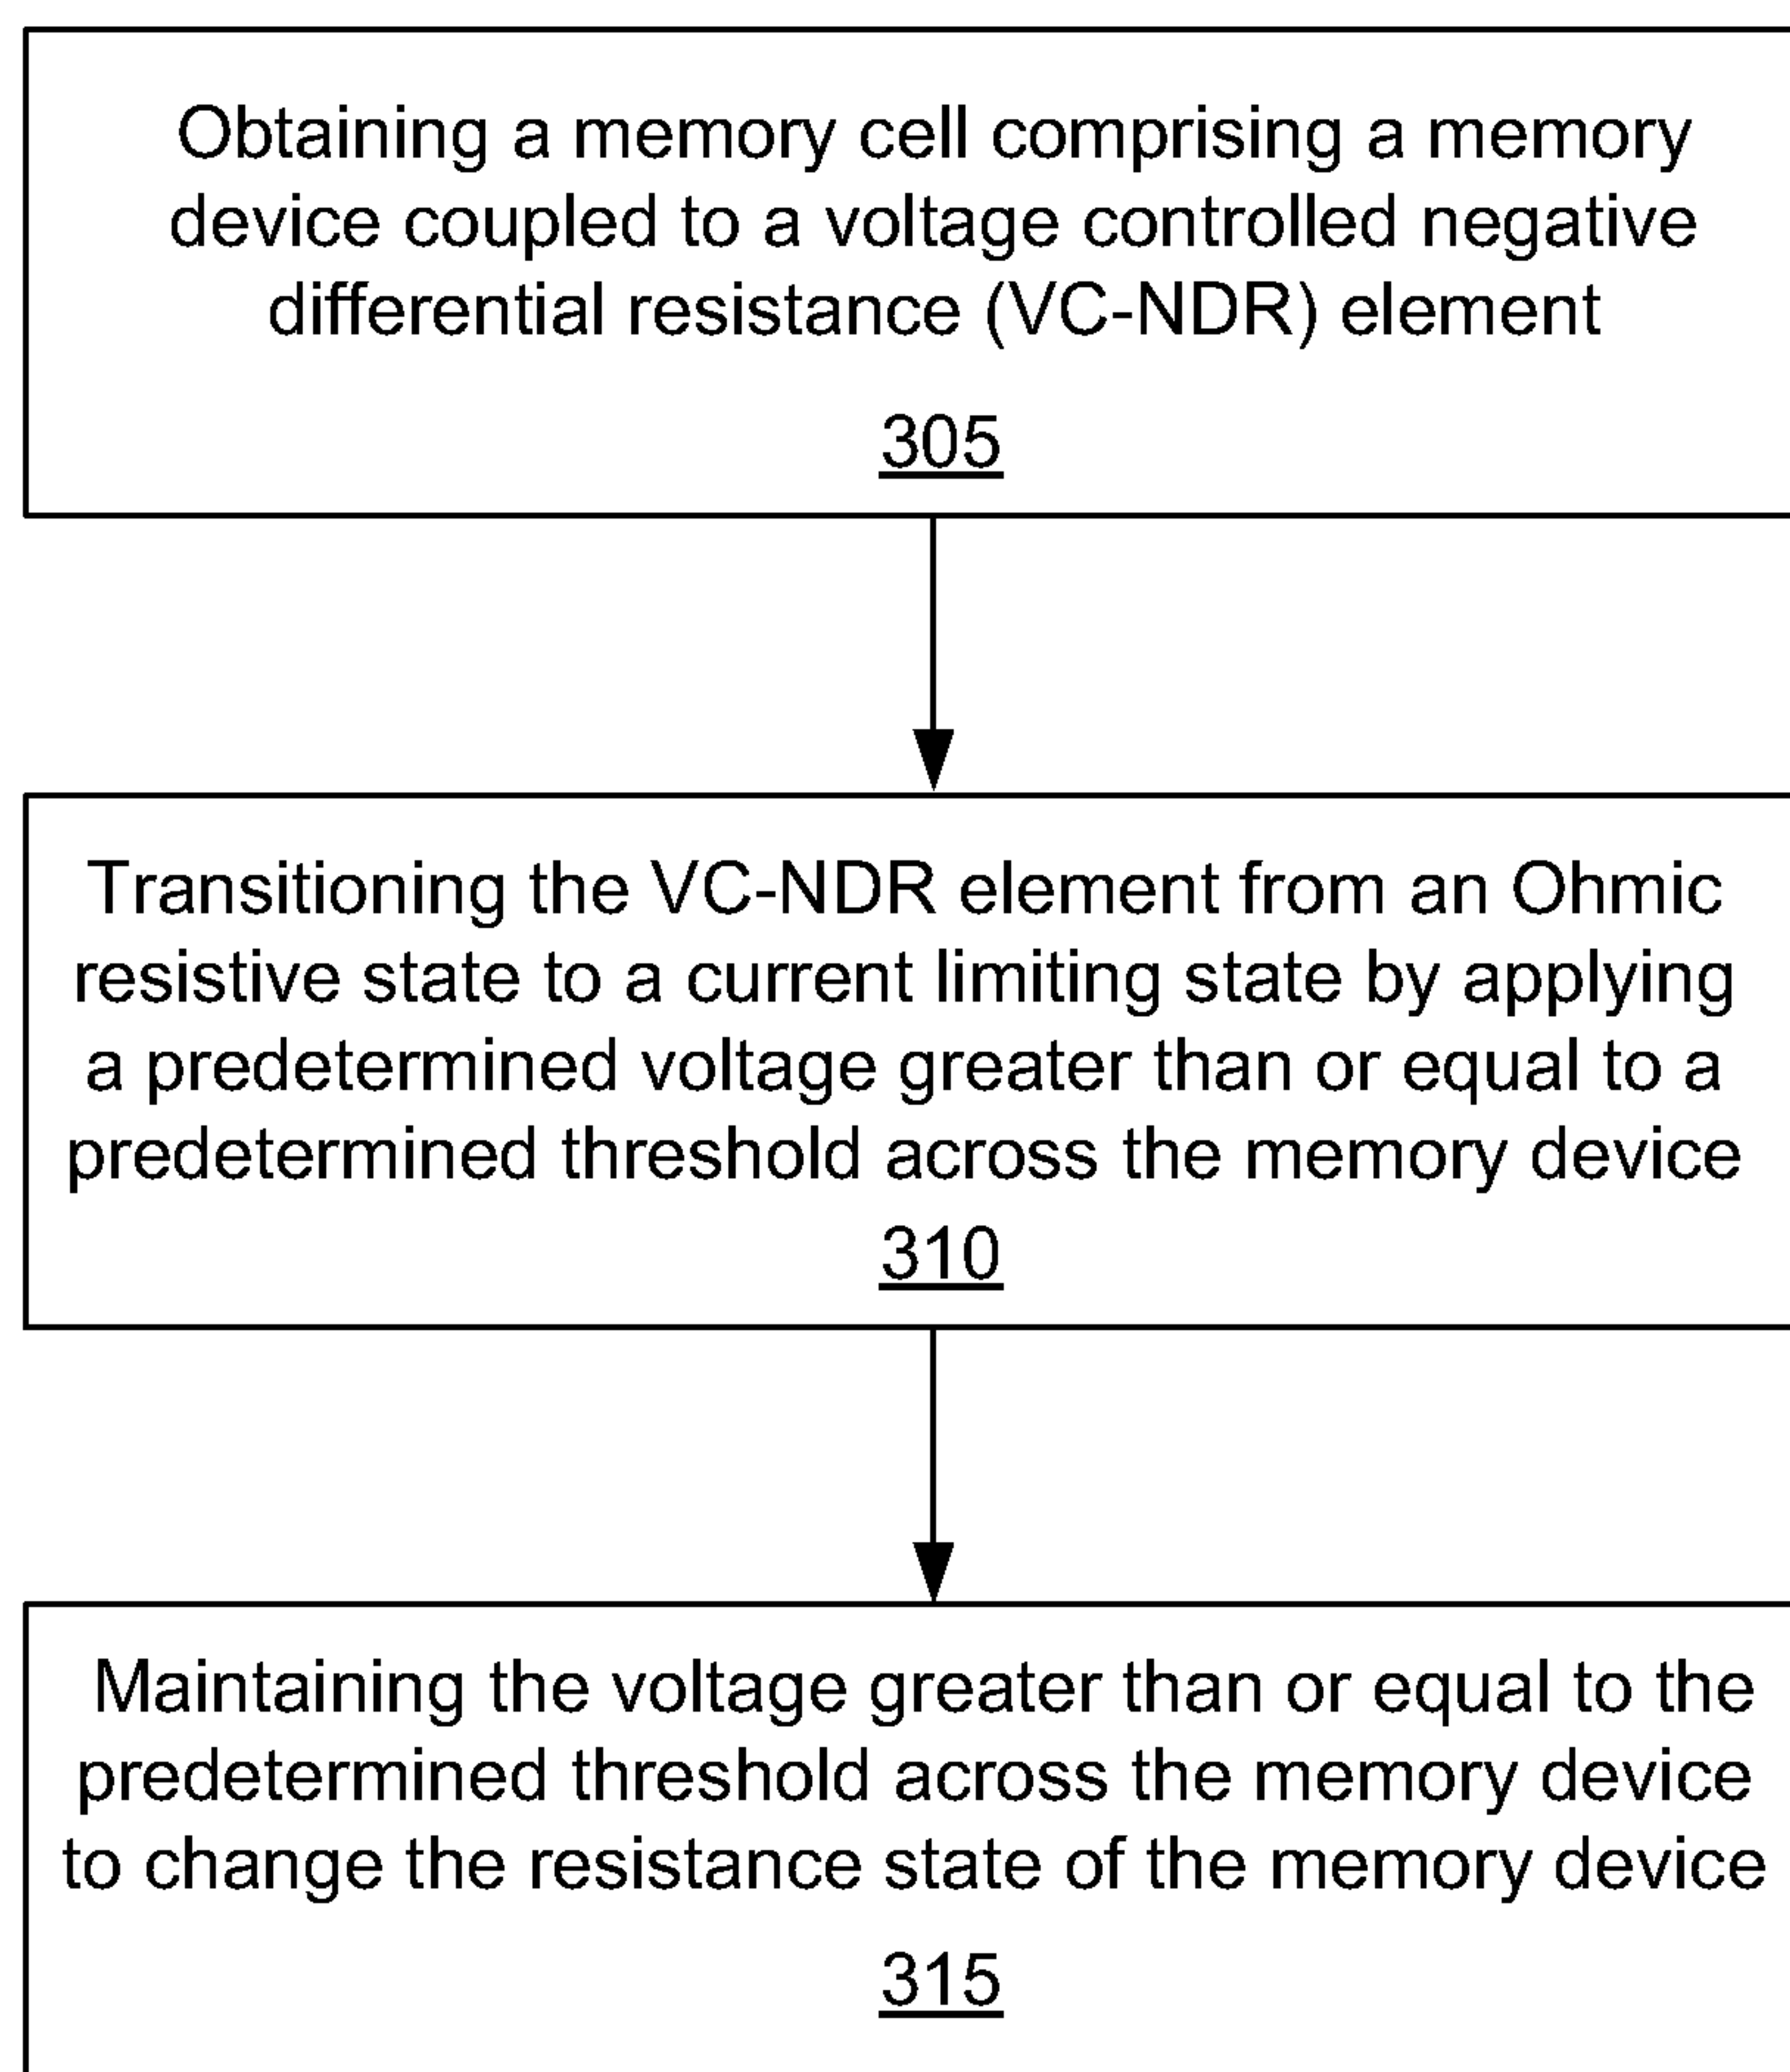 Obtaining a memory cell comprising a memory
device coupled to a voltage controlled negative
differential resistance (VC-NDR) element
305
Transitioning the VC-NDR element from an Ohmic
resistive state to a current limiting state by applying
a predetermined voltage greater than or equal to a
predetermined threshold across the memory device
310
Maintaining the voltage greater than or equal to the
predetermined threshold across the memory device
to change the resistance state of the memory device
315